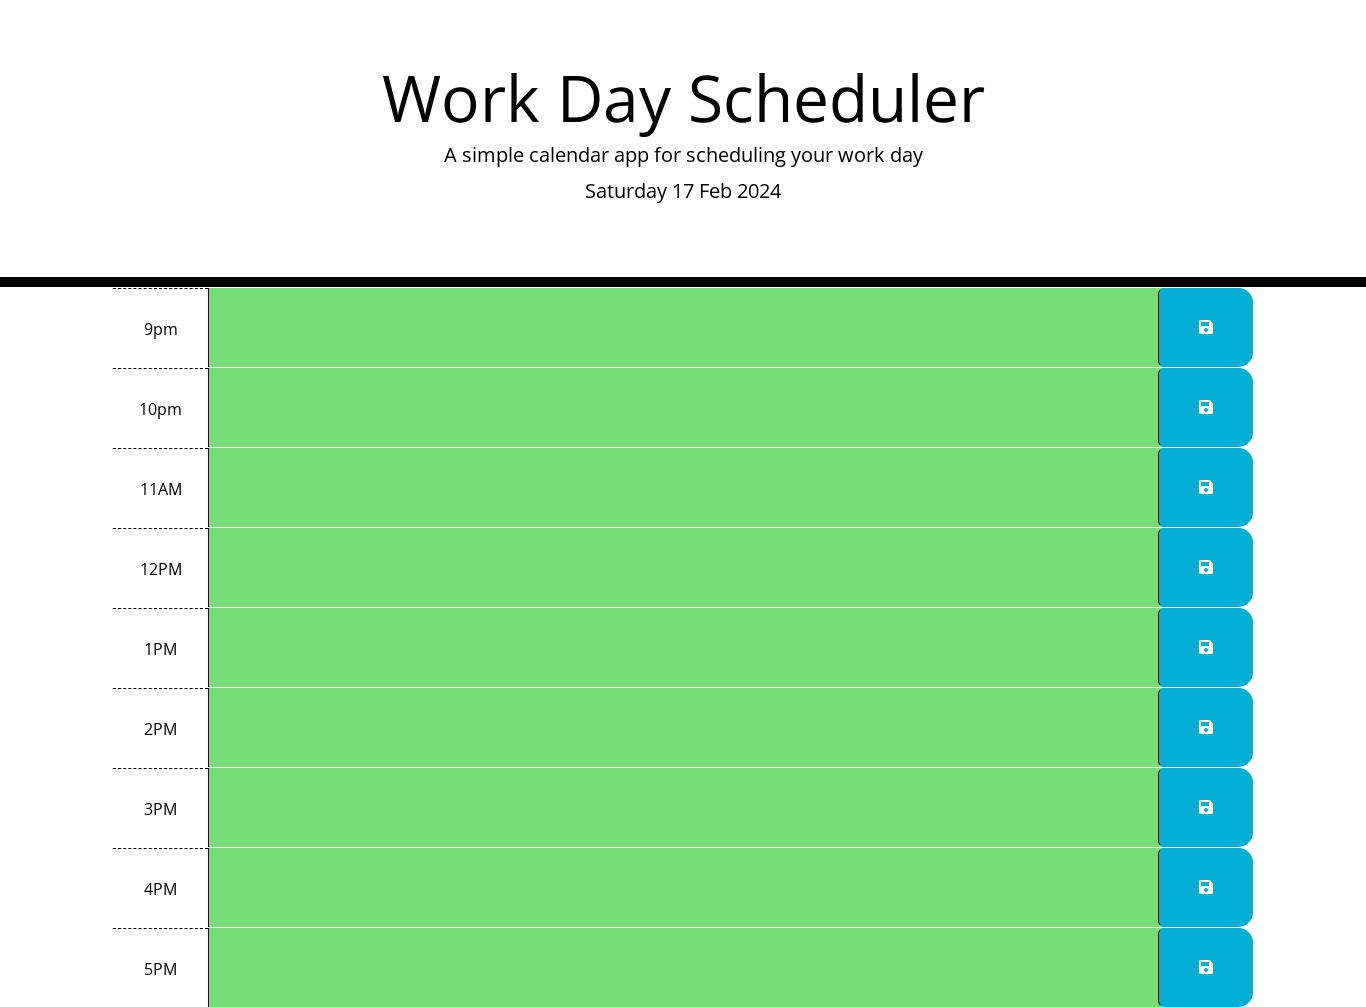 Work Day Scheduler
A simple calendar app for scheduling your work day
Saturday 17 Feb 2024
9pm
10pm
11AM
12PM
1PM
2PM
3PM
4PM
5PM